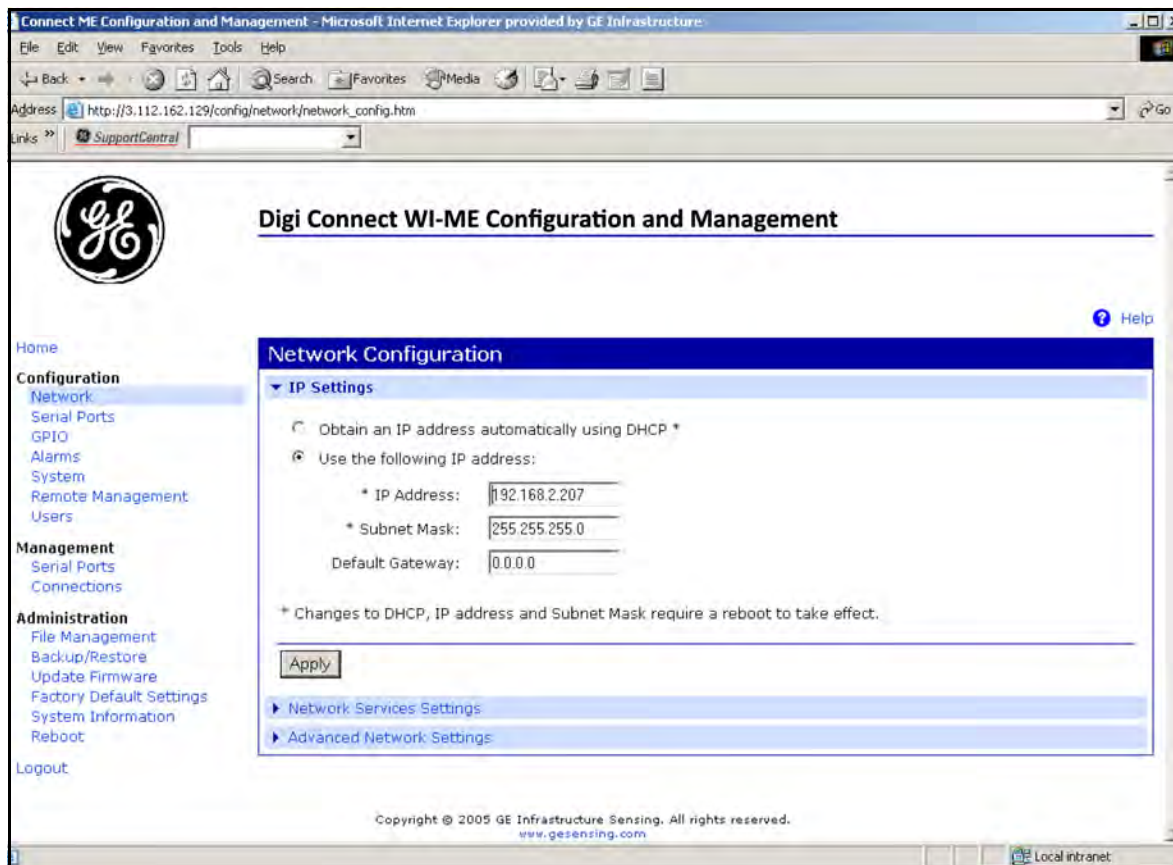 Connect ME Configuration and Management - Microsoft Internet Explorer provided by GE Infrastructure
File Edit View Favorites Tools Help
Back Search Favorites Media
Address http://3.112.162.129/config/network/network_config.htm Go
Links » SupportCentral
GE
Digi Connect WI-ME Configuration and Management
? Help
Home
Configuration
Network
Serial Ports
GPIO
Alarms
System
Remote Management
Users
Management
Serial Ports
Connections
Administration
File Management
Backup/Restore
Update Firmware
Factory Default Settings
System Information
Reboot
Logout
Network Configuration
IP Settings
Obtain an IP address automatically using DHCP *
Use the following IP address:
* IP Address: 192.168.2.207
* Subnet Mask: 255.255.255.0
Default Gateway: 0.0.0.0
* Changes to DHCP, IP address and Subnet Mask require a reboot to take effect.
Apply
Network Services Settings
Advanced Network Settings
Copyright © 2005 GE Infrastructure Sensing. All rights reserved.
www.gesensing.com
Local intranet